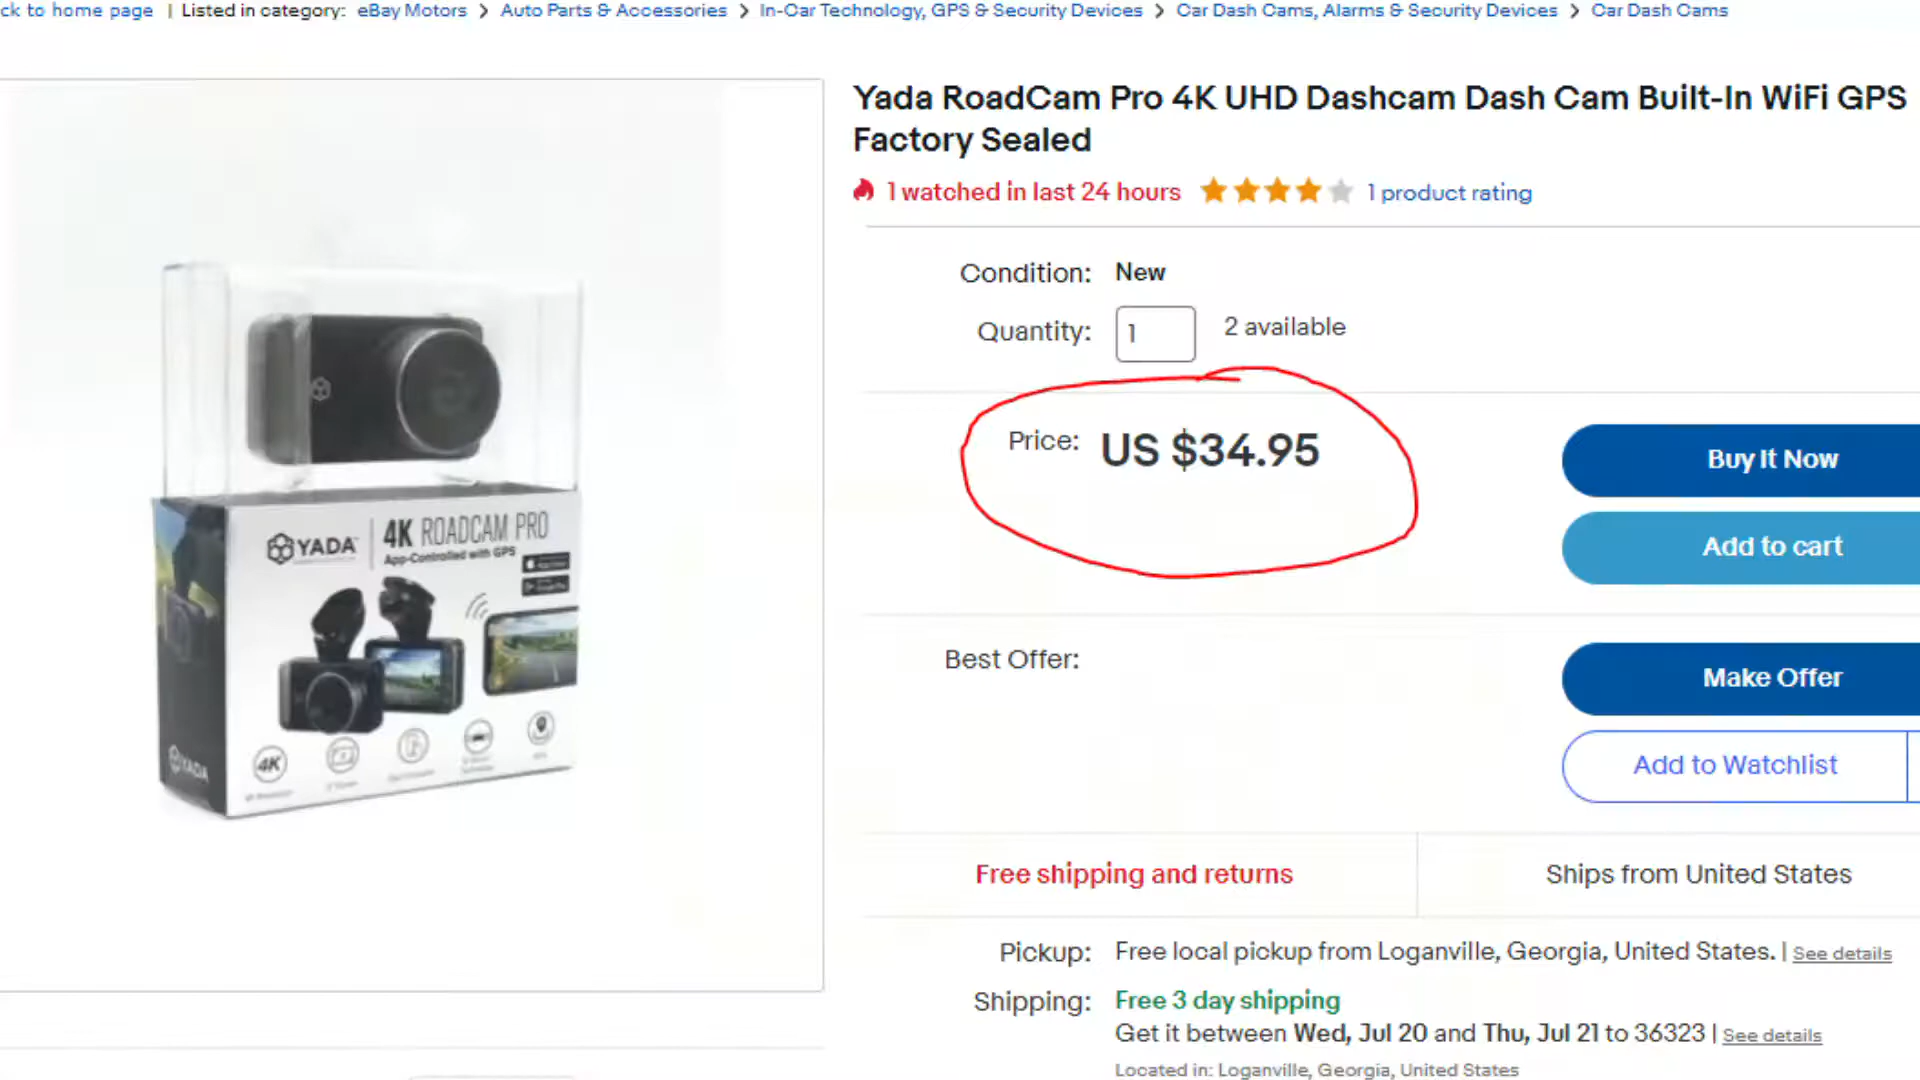 ck to home page | Listed in category: eBay Motors > Auto Parts & Accessories > In-Car Technology, GPS & Security Devices > Car Dash Cams, Alarms & Security Devices > Car Dash Cams
Yada RoadCam Pro 4K UHD Dashcam Dash Cam Built-In WiFi GPS
Factory Sealed
1 watched in last 24 hours 1 product rating
Condition: New
Quantity: 1 2 available
Price: US $34.95
Buy It Now
Add to cart
Best Offer:
Make Offer
Add to Watchlist
Free shipping and returns
Ships from United States
Pickup: Free local pickup from Loganville, Georgia, United States. | See details
Shipping: Free 3 day shipping
Get it between Wed, Jul 20 and Thu, Jul 21 to 36323 | See details
Located in: Loganville, Georgia, United States
YADA | 4K ROADCAM PRO
App-Controlled with GPS
4K
YADA